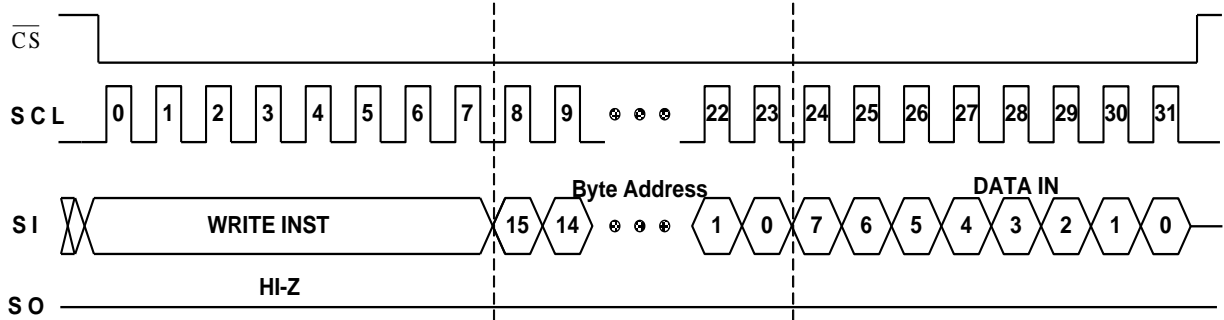 CS
SCL 0 1 2 3 4 5 6 7 8 9 22 23 24 25 26 27 28 29 30 31
Byte Address DATA IN
SI WRITE INST 15 14 1 0 7 6 5 4 3 2 1 0
HI-Z
SO